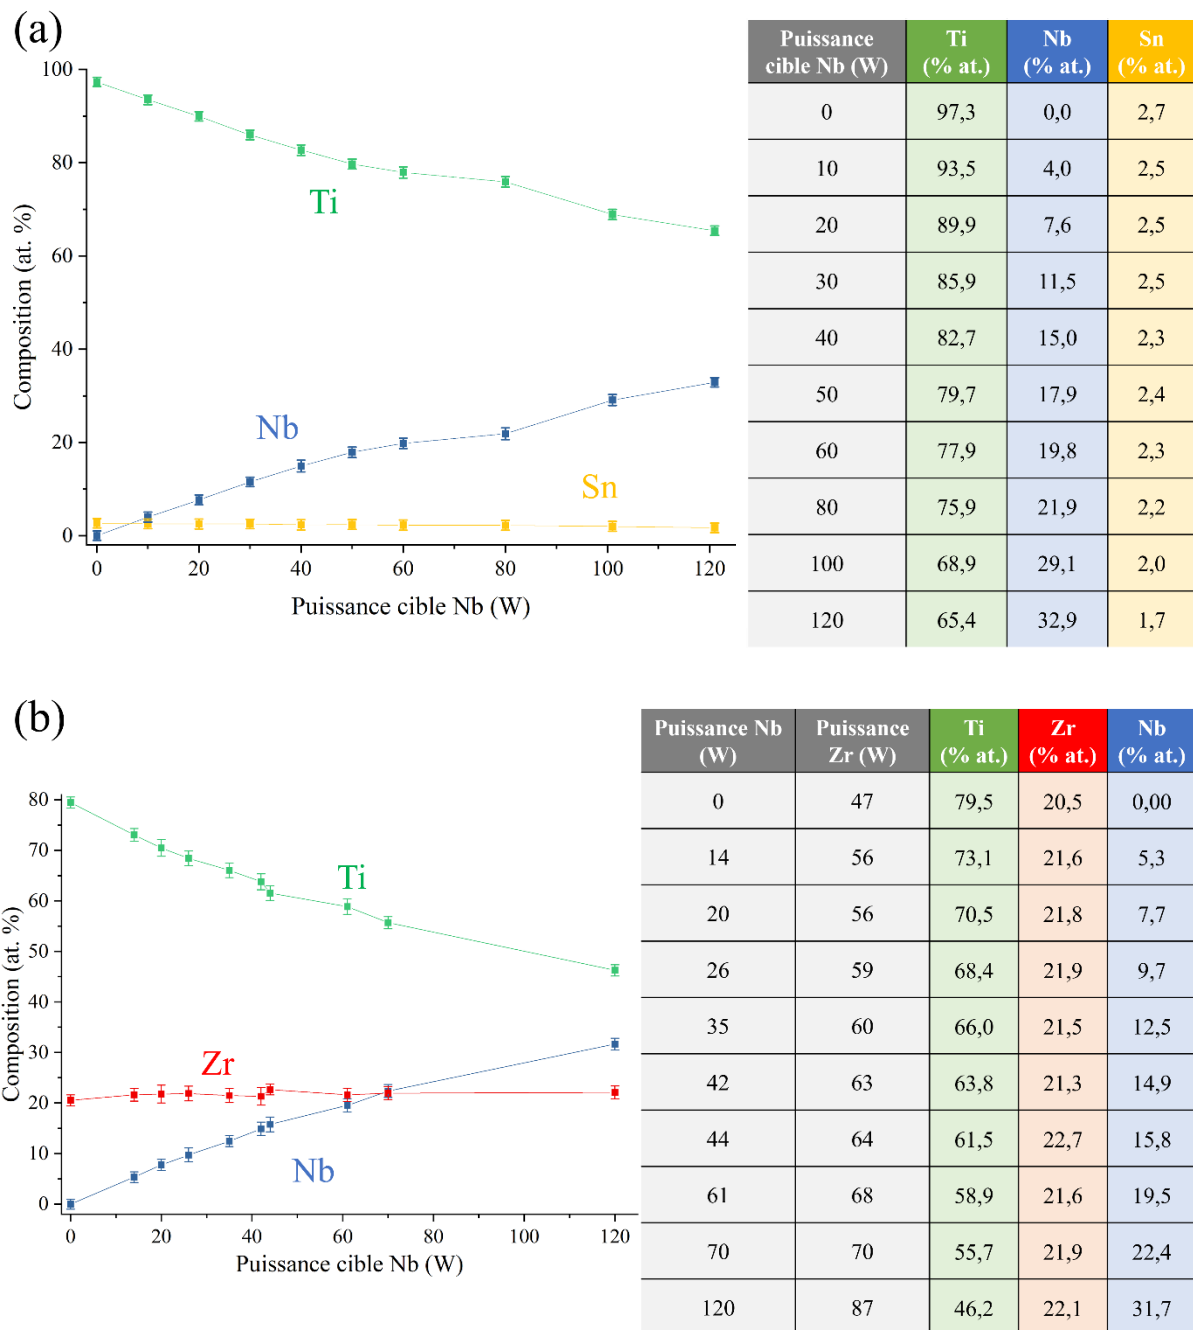 (a)
100
80
60
40
20
0
Composition (at. %)
Ti
Nb
Sn
0 20 40 60 80 100 120
Puissance cible Nb (W)
Puissance cible Nb (W) Ti (% at.) Nb (% at.) Sn (% at.)
0 97,3 0,0 2,7
10 93,5 4,0 2,5
20 89,9 7,6 2,5
30 85,9 11,5 2,5
40 82,7 15,0 2,3
50 79,7 17,9 2,4
60 77,9 19,8 2,3
80 75,9 21,9 2,2
100 68,9 29,1 2,0
120 65,4 32,9 1,7
(b)
80
70
60
50
40
30
20
10
0
Composition (at. %)
Ti
Zr
Nb
0 20 40 60 80 100 120
Puissance cible Nb (W)
Puissance Nb (W) Puissance Zr (W) Ti (% at.) Zr (% at.) Nb (% at.)
0 47 79,5 20,5 0,00
14 56 73,1 21,6 5,3
20 56 70,5 21,8 7,7
26 59 68,4 21,9 9,7
35 60 66,0 21,5 12,5
42 63 63,8 21,3 14,9
44 64 61,5 22,7 15,8
61 68 58,9 21,6 19,5
70 70 55,7 21,9 22,4
120 87 46,2 22,1 31,7